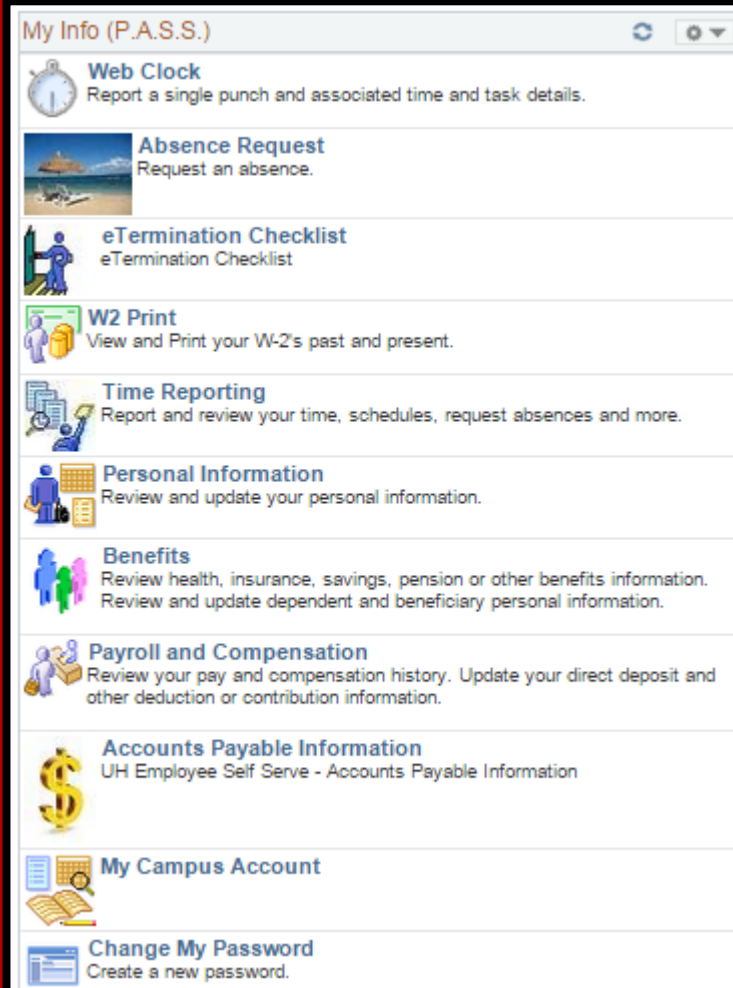 My Info (P.A.S.S.)
Web Clock
Report a single punch and associated time and task details.
Absence Request
Request an absence.
eTermination Checklist
eTermination Checklist
W2 Print
View and Print your W-2's past and present.
Time Reporting
Report and review your time, schedules, request absences and more.
Personal Information
Review and update your personal information.
Benefits
Review health, insurance, savings, pension or other benefits information.
Review and update dependent and beneficiary personal information.
Payroll and Compensation
Review your pay and compensation history. Update your direct deposit and
other deduction or contribution information.
Accounts Payable Information
UH Employee Self Serve - Accounts Payable Information
My Campus Account
Change My Password
Create a new password.